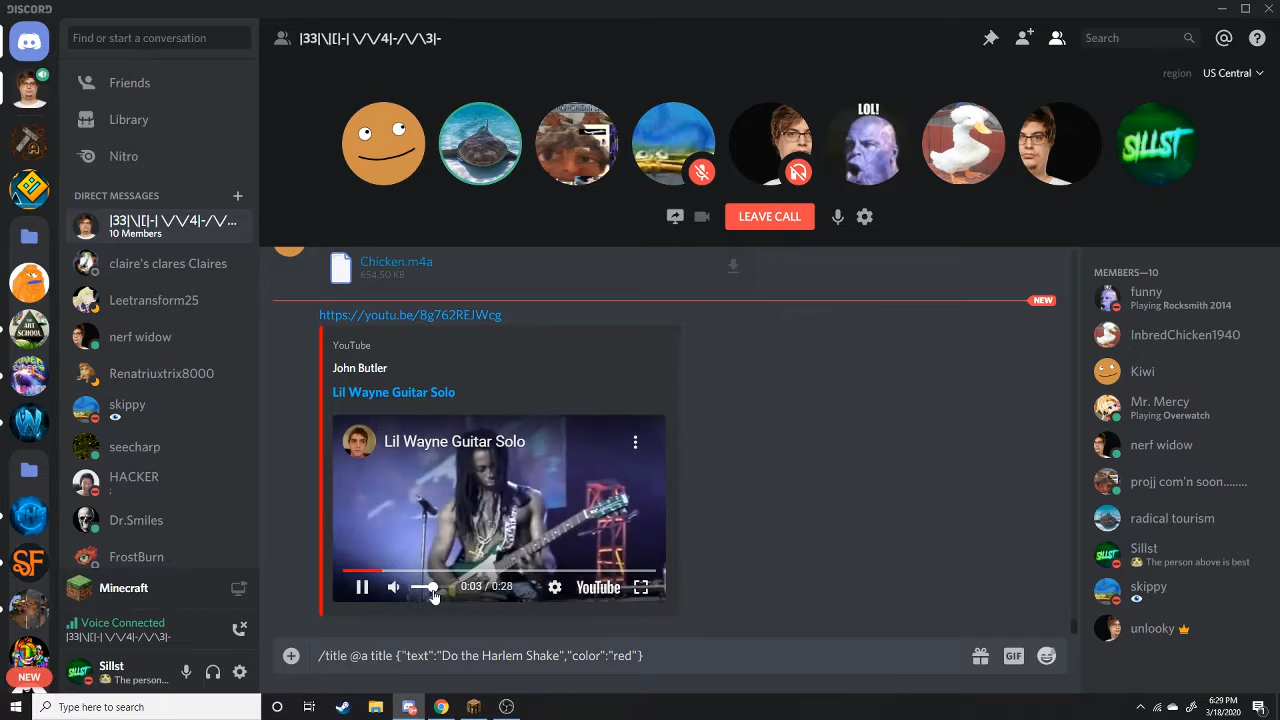 DISCORD
Find or start a conversation
Friends
Library
Nitro
DIRECT MESSAGES
|33|\|[|-| \/\/4|-/\/\3|-
region
US Central
Search
LOL!
SILLST
LEAVE CALL
|33|\|[|-| \/\/4|-/\/\/...
10 Members
claire's clares Claires
Leetransform25
nerf widow
Renatriuxtrix8000
skippy
seecharp
HACKER
;
Dr.Smiles
FrostBurn
Minecraft
Voice Connected
|33|\|[|-| \/\/4|-/\/\3|-
Sillst
The person...
THE ART SCHOOL
SF
NEW
Chicken.m4a
654.50 KB
NEW
https://youtu.be/8g762REJWcg
YouTube
John Butler
Lil Wayne Guitar Solo
Lil Wayne Guitar Solo
0:03 / 0:28
YouTube
/title @a title {"text":"Do the Harlem Shake","color":"red"}
GIF
MEMBERS—10
funny
Playing Rocksmith 2014
InbredChicken1940
Kiwi
Mr. Mercy
Playing Overwatch
nerf widow
projj com'n soon........
radical tourism
Sillst
The person above is best
skippy
unlooky
Type here to search
6:29 PM
3/18/2020